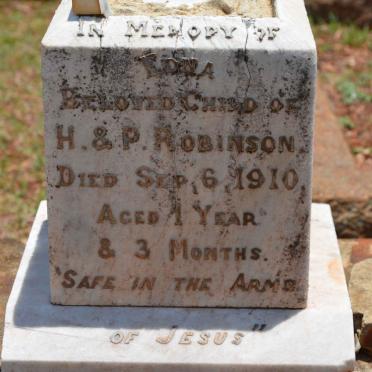 IN MEMORY OF
EDNA
BELOVED CHILD OF
H. & P. ROBINSON.
DIED SEP. 6, 1910
AGED 1 YEAR
& 3 MONTHS.
"SAFE IN THE ARMS
OF JESUS"